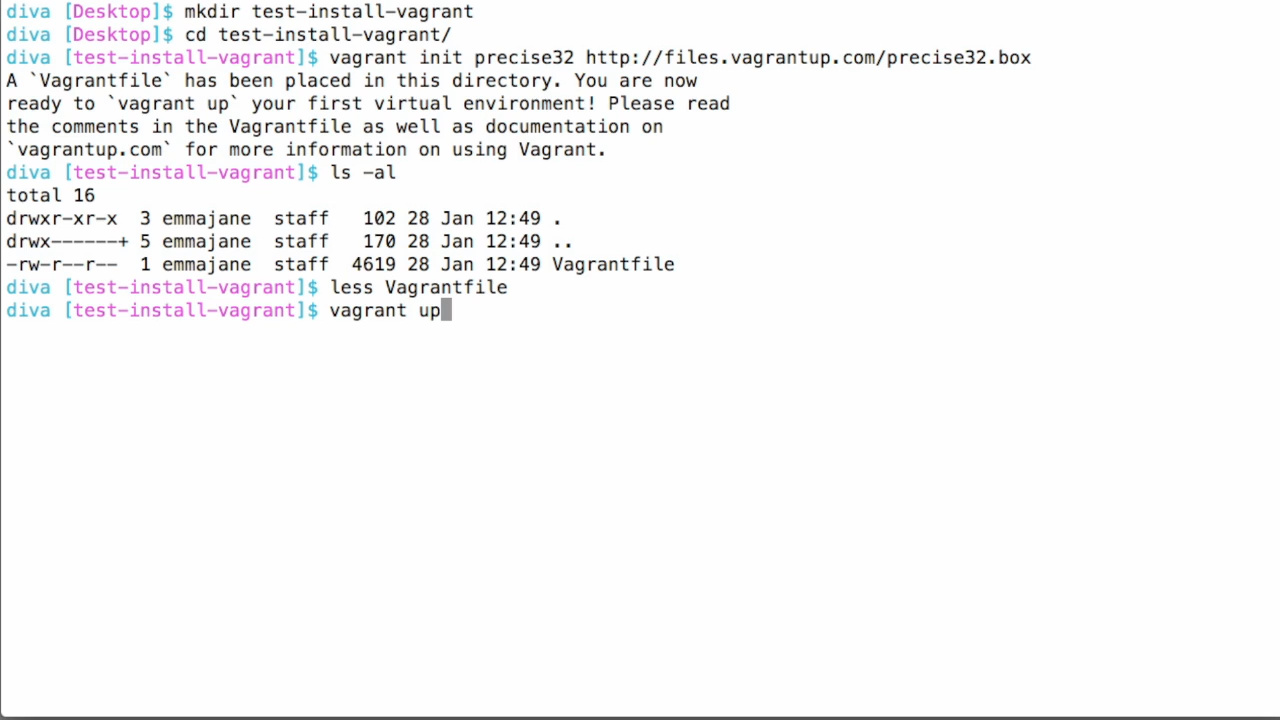 diva [Desktop]$ mkdir test-install-vagrant
diva [Desktop]$ cd test-install-vagrant/
diva [test-install-vagrant]$ vagrant init precise32 http://files.vagrantup.com/precise32.box
A `Vagrantfile` has been placed in this directory. You are now
ready to `vagrant up` your first virtual environment! Please read
the comments in the Vagrantfile as well as documentation on
`vagrantup.com` for more information on using Vagrant.
diva [test-install-vagrant]$ ls -al
total 16
drwxr-xr-x  3 emmajane  staff   102 28 Jan 12:49 .
drwx------+ 5 emmajane  staff   170 28 Jan 12:49 ..
-rw-r--r--  1 emmajane  staff  4619 28 Jan 12:49 Vagrantfile
diva [test-install-vagrant]$ less Vagrantfile
diva [test-install-vagrant]$ vagrant up